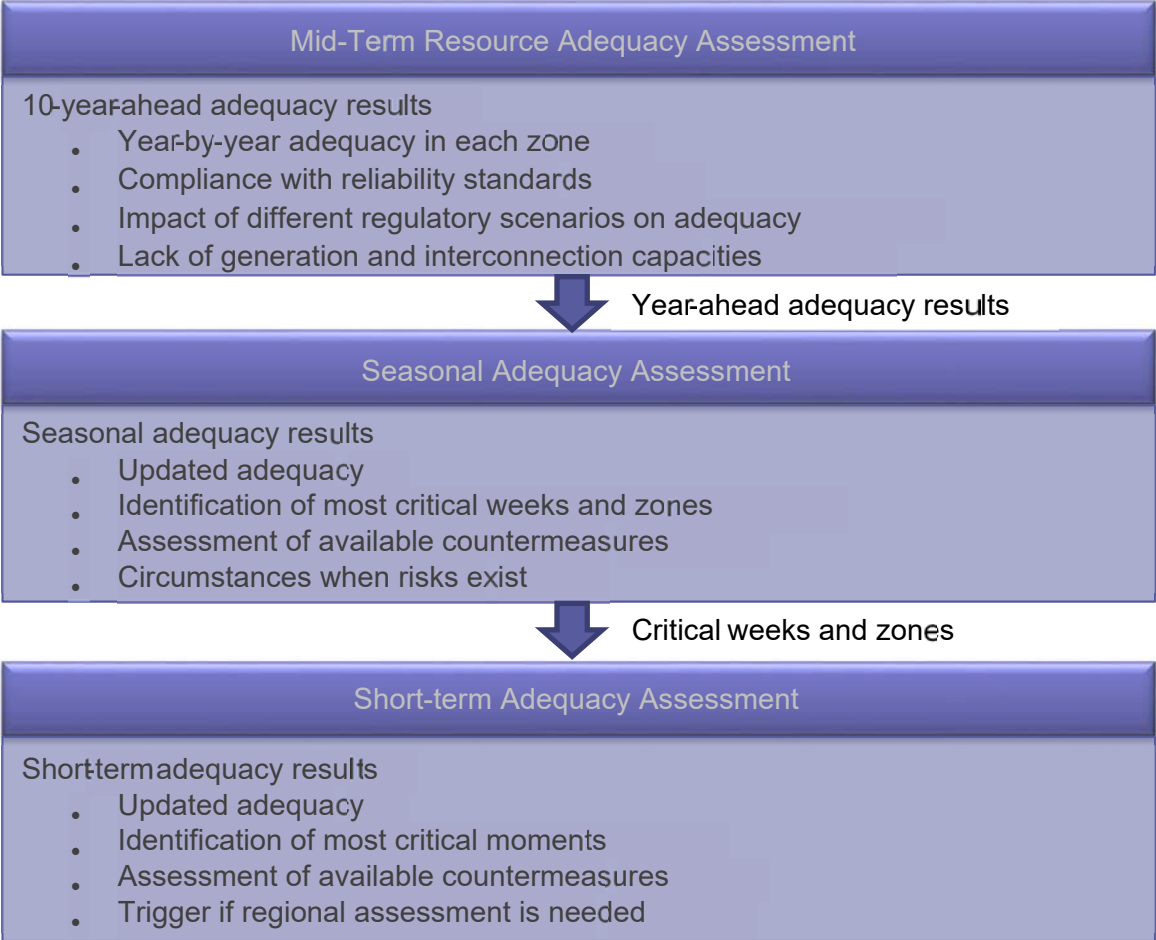 Mid-Term Resource Adequacy Assessment
10-year-ahead adequacy results
• Year-by-year adequacy in each zone
• Compliance with reliability standards
• Impact of different regulatory scenarios on adequacy
• Lack of generation and interconnection capacities
Year-ahead adequacy results
Seasonal Adequacy Assessment
Seasonal adequacy results
• Updated adequacy
• Identification of most critical weeks and zones
• Assessment of available countermeasures
• Circumstances when risks exist
Critical weeks and zones
Short-term Adequacy Assessment
Short-term adequacy results
• Updated adequacy
• Identification of most critical moments
• Assessment of available countermeasures
• Trigger if regional assessment is needed